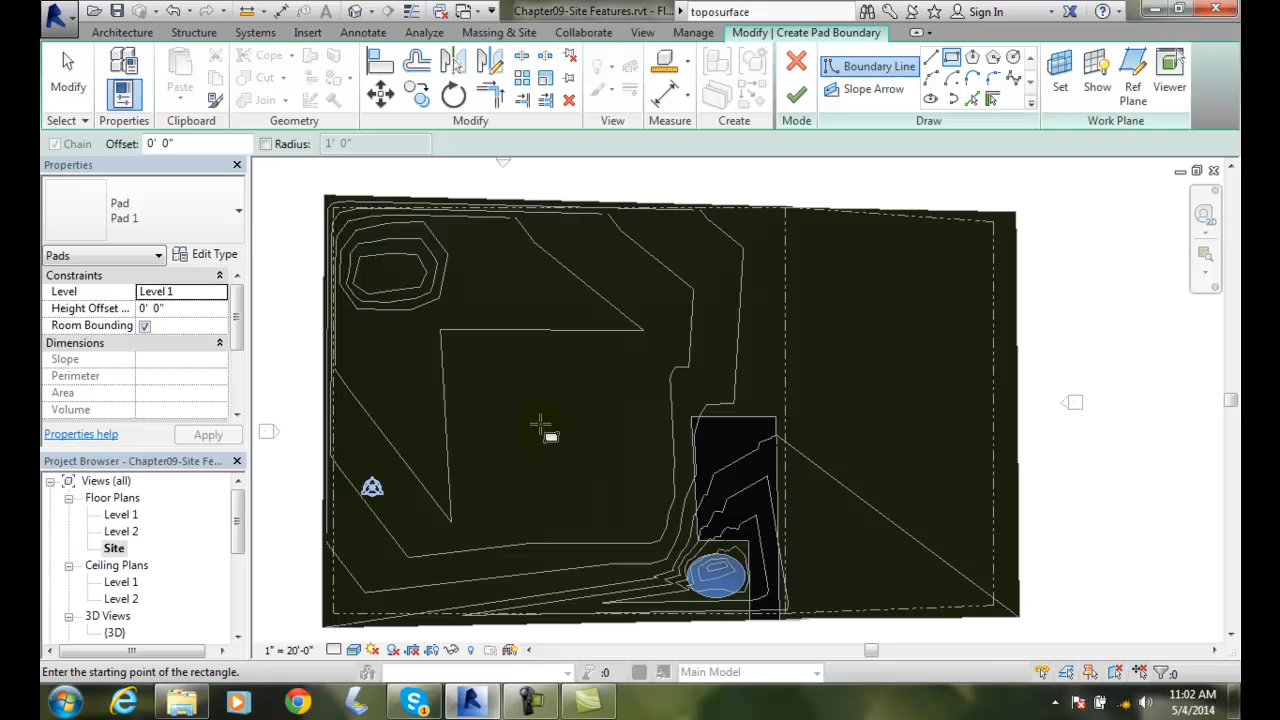 Chapter09-Site Features.rvt - Fl...
toposurface
Sign In
Architecture Structure Systems Insert Annotate Analyze Massing & Site Collaborate View Manage Modify | Create Pad Boundary
Modify
Paste
Cope
Cut
Join
Boundary Line
Slope Arrow
Set Show Ref Plane Viewer
Select Properties Clipboard Geometry Modify View Measure Create Mode Draw Work Plane
Chain Offset: 0' 0" Radius: 1' 0"
Properties
Pad
Pad 1
Pads Edit Type
Constraints
Level Level 1
Height Offset ... 0' 0"
Room Bounding
Dimensions
Slope
Perimeter
Area
Volume
Properties help Apply
Project Browser - Chapter09-Site Fe...
Views (all)
Floor Plans
Level 1
Level 2
Site
Ceiling Plans
Level 1
Level 2
3D Views
{3D}
2D
1" = 20'-0"
Enter the starting point of the rectangle.
:0
Main Model
:0
11:02 AM
5/4/2014